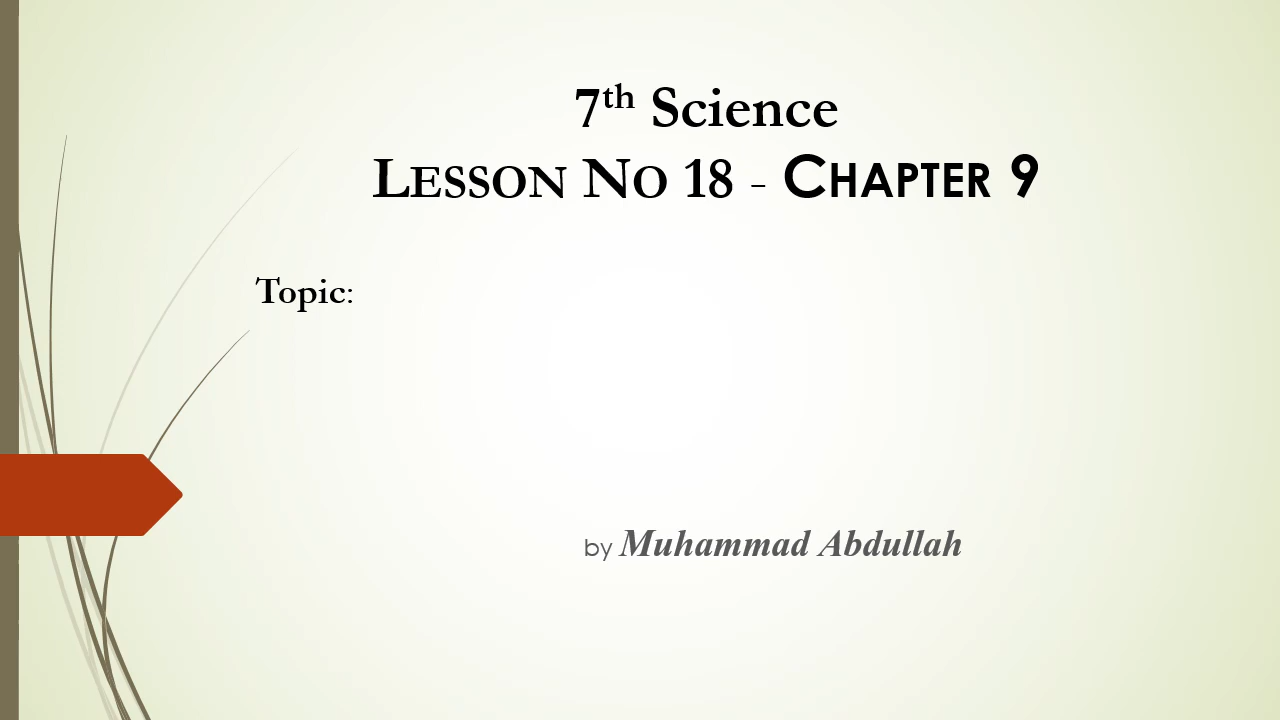 7th Science
LESSON NO 18 - CHAPTER 9
Topic:
by Muhammad Abdullah